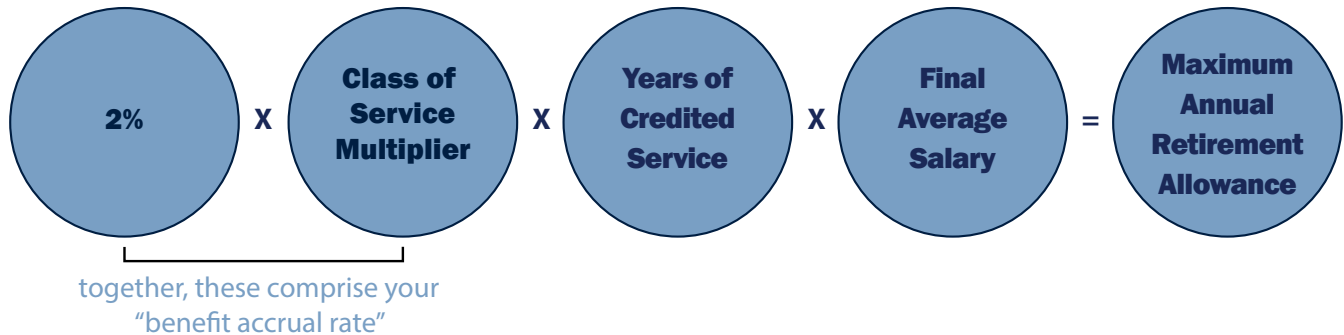 2%
X
Class of
Service
Multiplier
X
Years of
Credited
Service
X
Final
Average
Salary
=
Maximum
Annual
Retirement
Allowance
together, these comprise your
“benefit accrual rate”